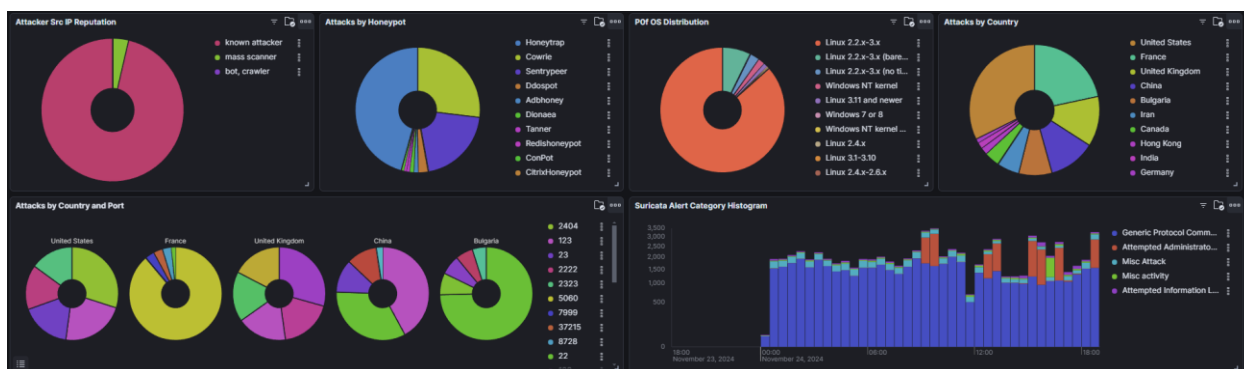 Attacker Src IP Reputation
known attacker
mass scanner
bot, crawler
Attacks by Honeypot
Honeytrap
Cowrie
Sentrypeer
Ddospot
Adbhoney
Dionaea
Tanner
Redishoneypot
ConPot
CitrixHoneypot
P0f OS Distribution
Linux 2.2.x-3.x
Linux 2.2.x-3.x (bare...
Linux 2.2.x-3.x (no ti...
Windows NT kernel
Linux 3.11 and newer
Windows 7 or 8
Windows NT kernel ...
Linux 2.4.x
Linux 3.1-3.10
Linux 2.4.x-2.6.x
Attacks by Country
United States
France
United Kingdom
China
Bulgaria
Iran
Canada
Hong Kong
India
Germany
Attacks by Country and Port
United States France United Kingdom China Bulgaria
2404
123
23
2222
2323
5060
7999
37215
8728
22
Suricata Alert Category Histogram
3,500
3,000
2,500
2,000
1,500
1,000
500
0
18:00 00:00 06:00 12:00 18:00
November 23, 2024 November 24, 2024
Generic Protocol Comm...
Attempted Administrato...
Misc Attack
Misc activity
Attempted Information L...